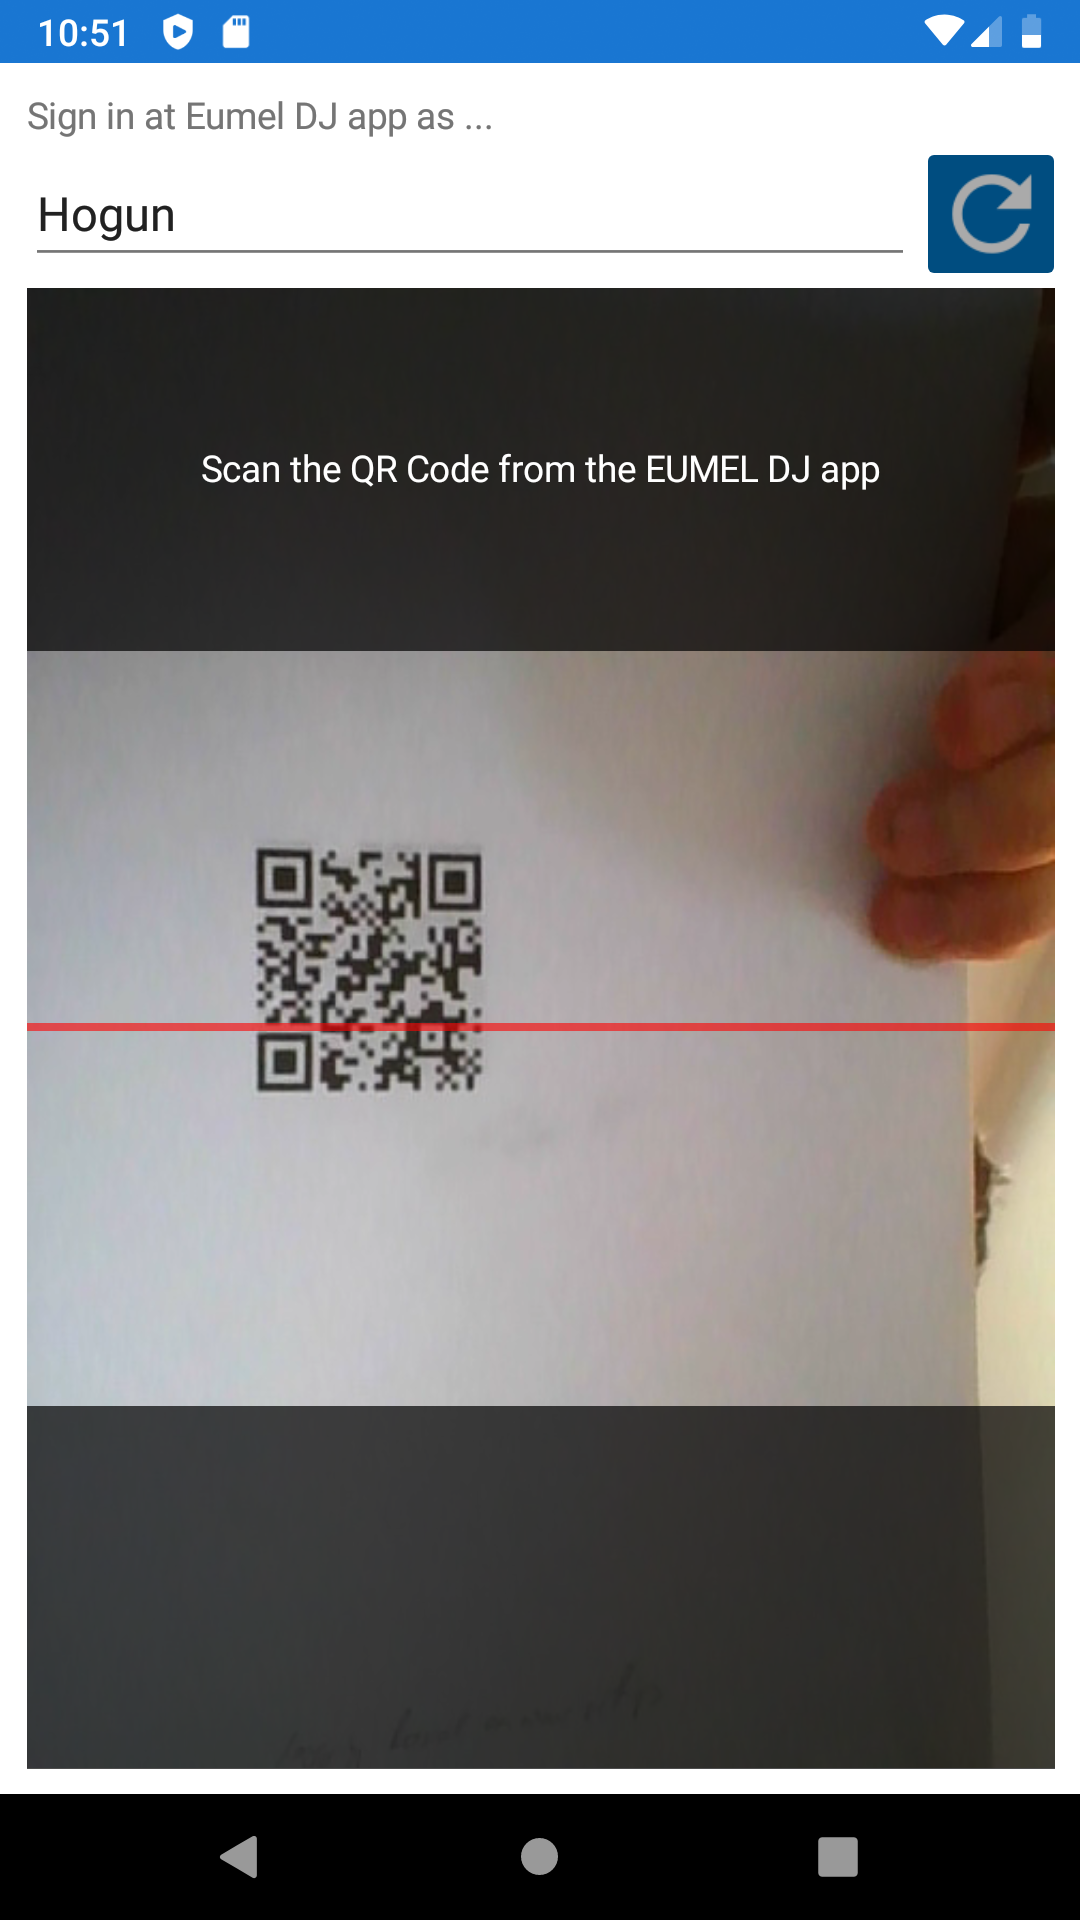 10:51
Sign in at Eumel DJ app as ...
Hogun
Scan the QR Code from the EUMEL DJ app